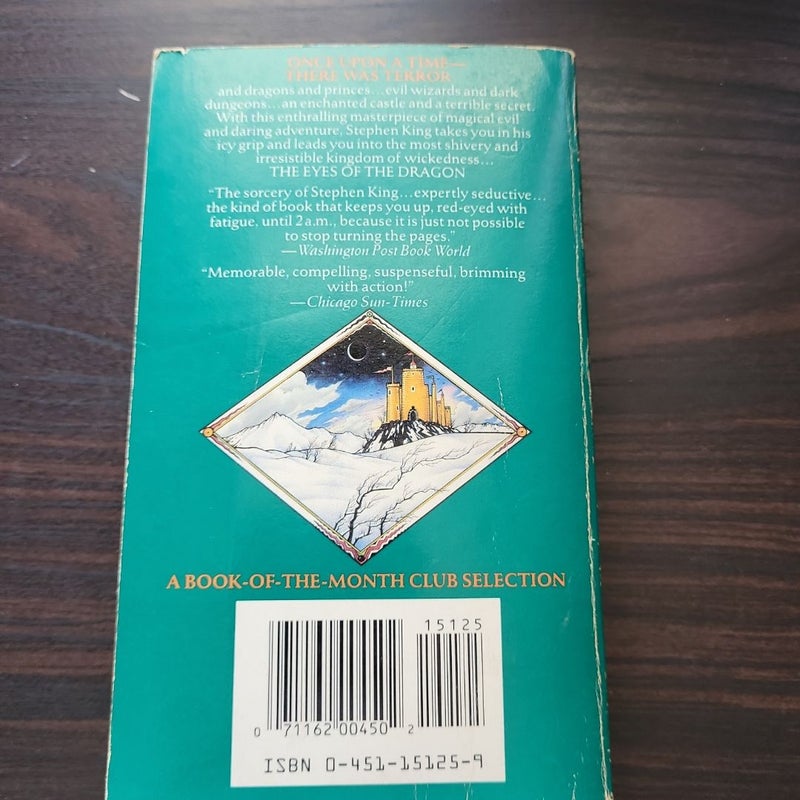 ONCE UPON A TIME—
THERE WAS TERROR
and dragons and princes...evil wizards and dark
dungeons...an enchanted castle and a terrible secret.
With this enthralling masterpiece of magical evil
and daring adventure, Stephen King takes you in his
icy grip and leads you into the most shivery and
irresistible kingdom of wickedness...
THE EYES OF THE DRAGON
“The sorcery of Stephen King...expertly seductive...
the kind of book that keeps you up, red-eyed with
fatigue, until 2 a.m., because it is just not possible
to stop turning the pages.”
—Washington Post Book World
“Memorable, compelling, suspenseful, brimming
with action!”
—Chicago Sun-Times
A BOOK-OF-THE-MONTH CLUB SELECTION
15125
0 71162 00450 2
ISBN 0-451-15125-9